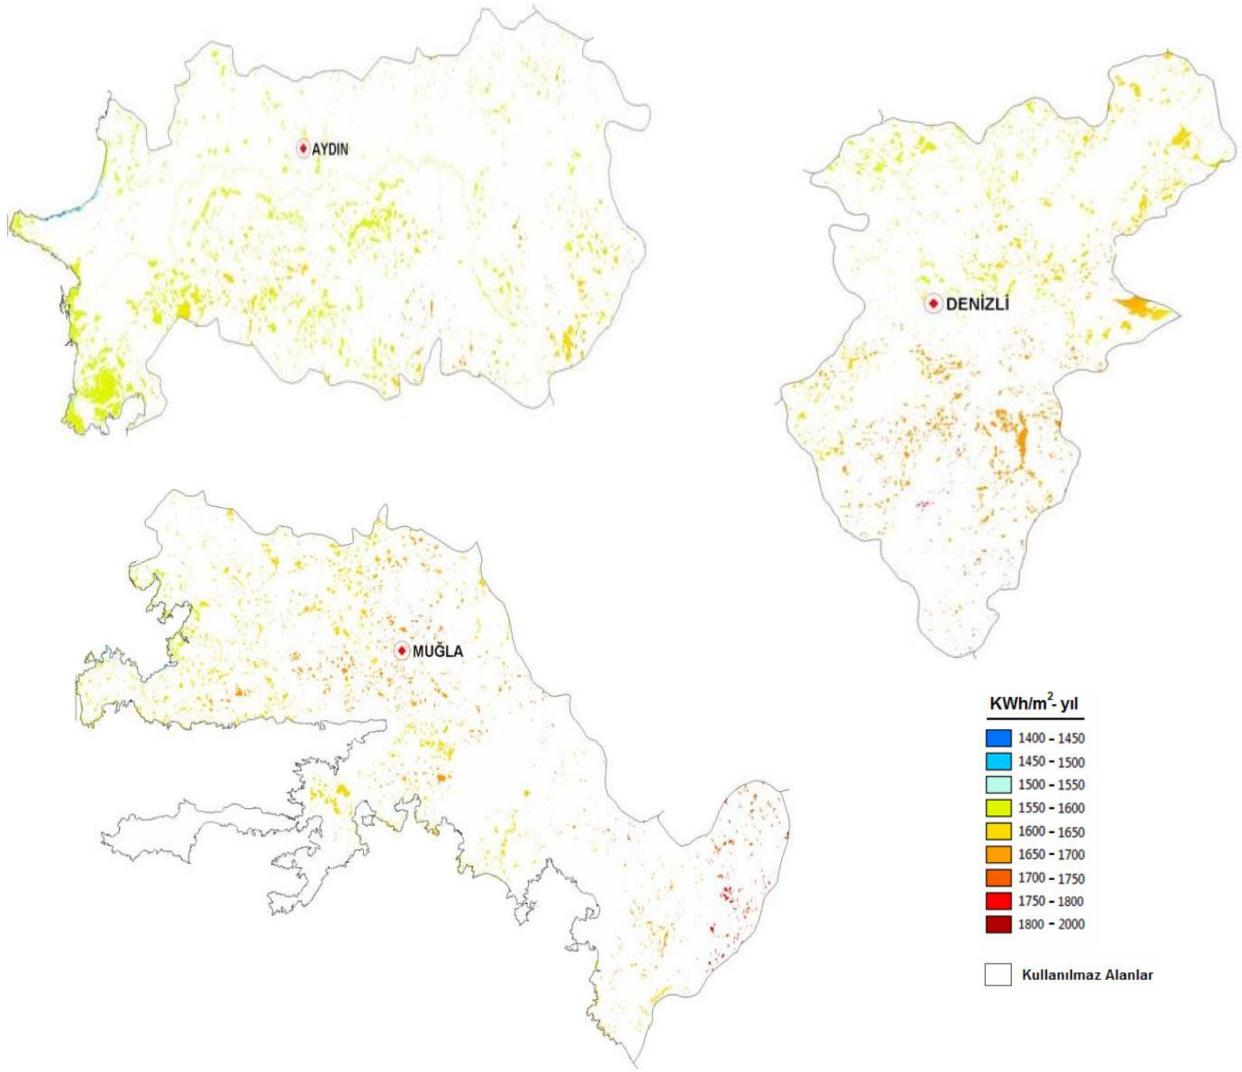 AYDIN
DENİZLİ
MUĞLA
KWh/m²- yıl
1400 - 1450
1450 - 1500
1500 - 1550
1550 - 1600
1600 - 1650
1650 - 1700
1700 - 1750
1750 - 1800
1800 - 2000
Kullanılmaz Alanlar